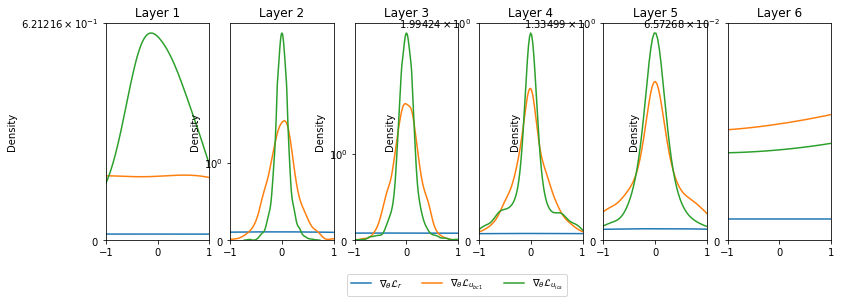 Layer 1 Layer 2 Layer 3 Layer 4 Layer 5 Layer 6
6.21216 × 10⁻¹ 1.99424 × 10⁰ 1.33499 × 10⁰ 6.57268 × 10⁻²
Density Density Density Density Density Density
10⁰ 10⁰
0 0 0 0 0 0
−1 0 1 −1 0 1 −1 0 1 −1 0 1 −1 0 1 −1 0 1
∇θℒr ∇θℒu_bc1 ∇θℒu_ics